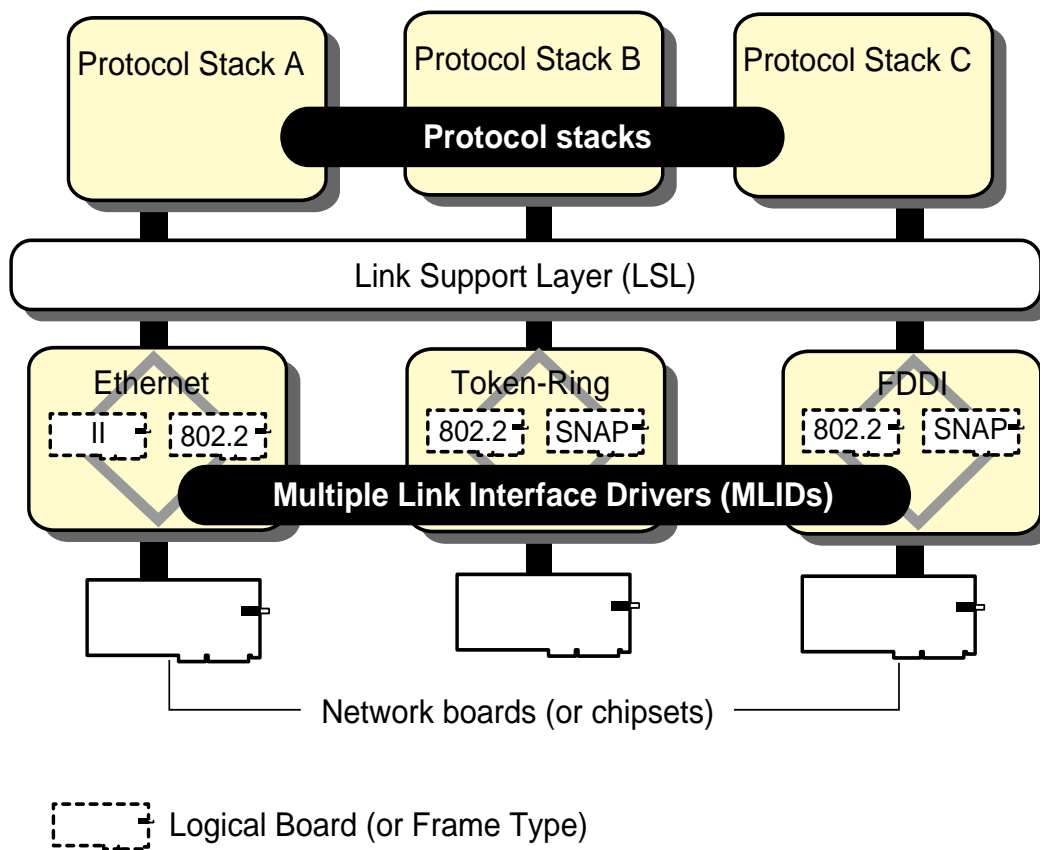 Protocol Stack A
Protocol Stack B
Protocol Stack C
Protocol stacks
Link Support Layer (LSL)
Ethernet
Token-Ring
FDDI
II
802.2
802.2
SNAP
802.2
SNAP
Multiple Link Interface Drivers (MLIDs)
Network boards (or chipsets)
Logical Board (or Frame Type)